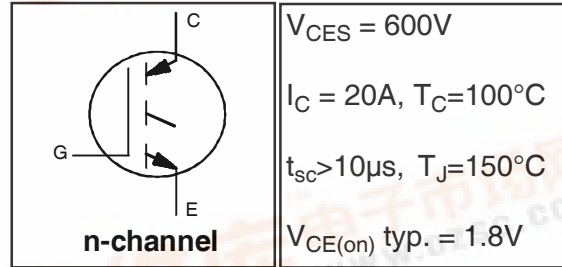 C
G
E
n-channel
V_CES = 600V
I_C = 20A, T_C=100°C
t_sc>10µs, T_J=150°C
V_CE(on) typ. = 1.8V